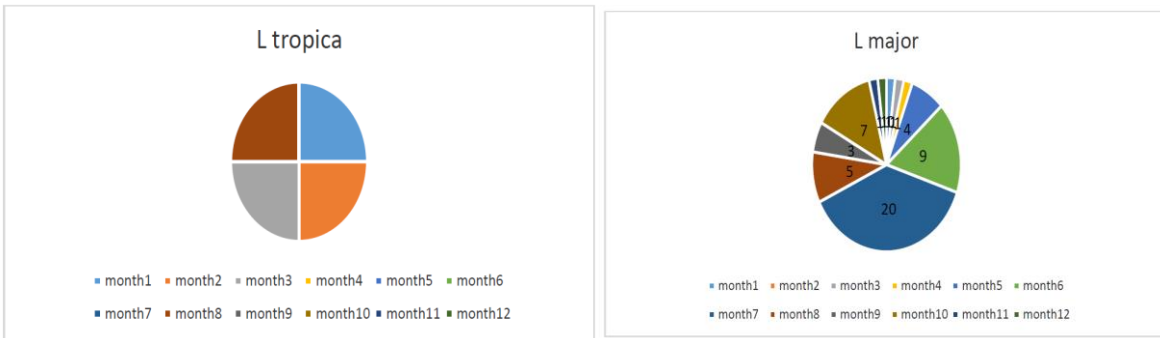 L tropica
month1 month2 month3 month4 month5 month6
month7 month8 month9 month10 month11 month12
L major
4
9
20
5
3
7
month1 month2 month3 month4 month5 month6
month7 month8 month9 month10 month11 month12